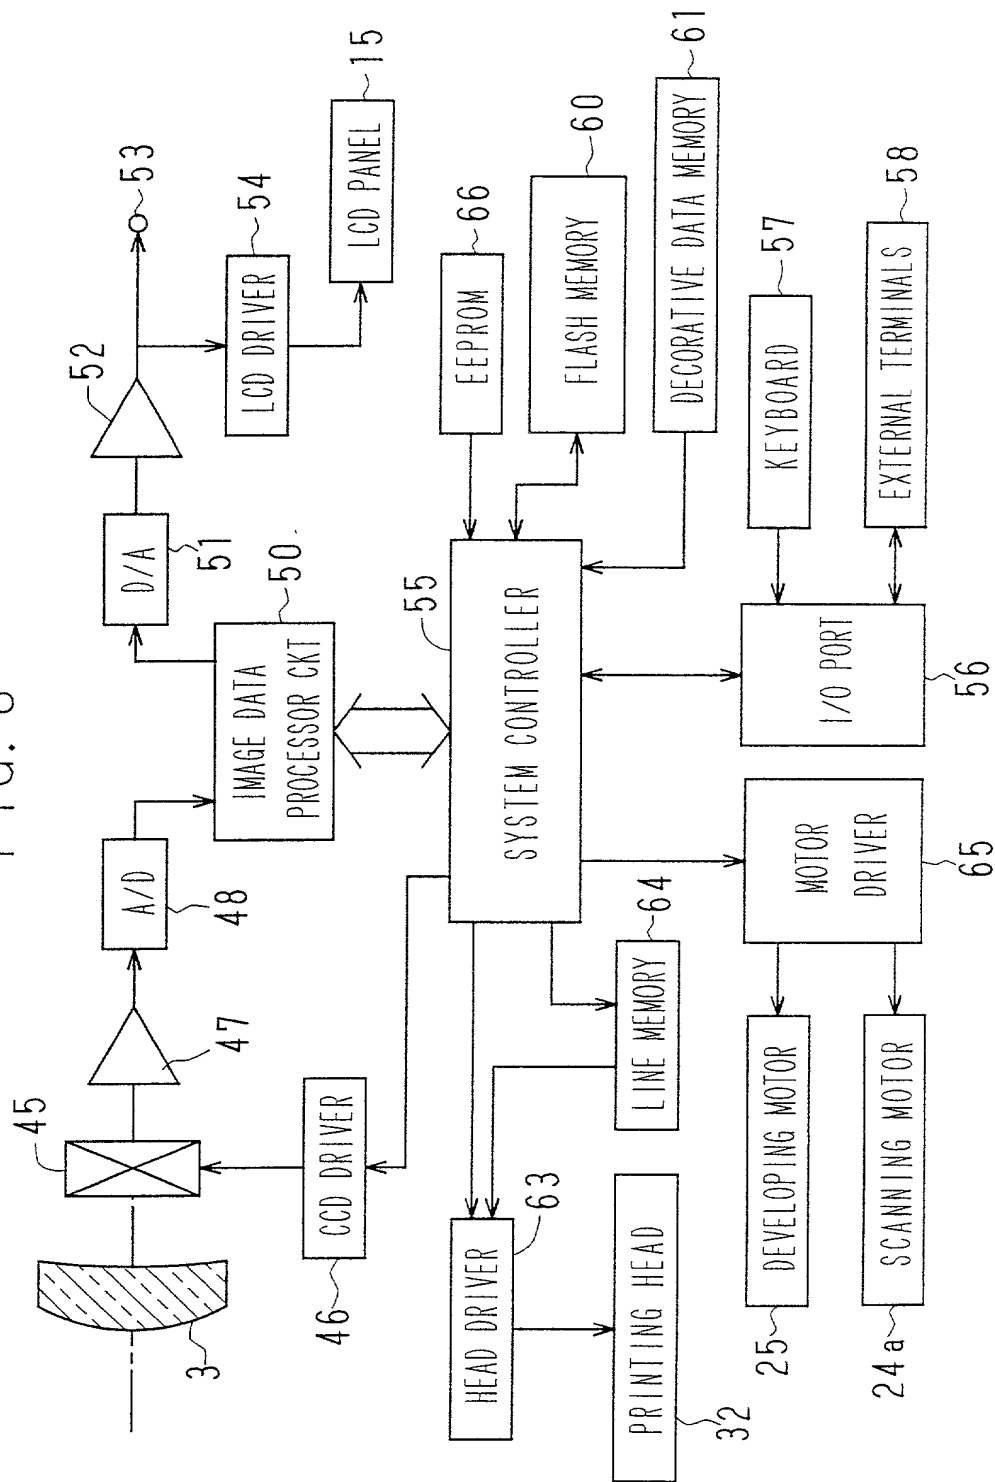 45
52
53
3
47
A/D
D/A
48
51
LCD DRIVER
54
IMAGE DATA
PROCESSOR CKT
50
CCD DRIVER
46
LCD PANEL
15
55
HEAD DRIVER
63
SYSTEM CONTROLLER
EEPROM
66
FLASH MEMORY
60
PRINTING HEAD
32
LINE MEMORY
64
DECORATIVE DATA MEMORY
61
DEVELOPING MOTOR
25
MOTOR
DRIVER
65
KEYBOARD
57
I/O PORT
56
SCANNING MOTOR
24a
EXTERNAL TERMINALS
58